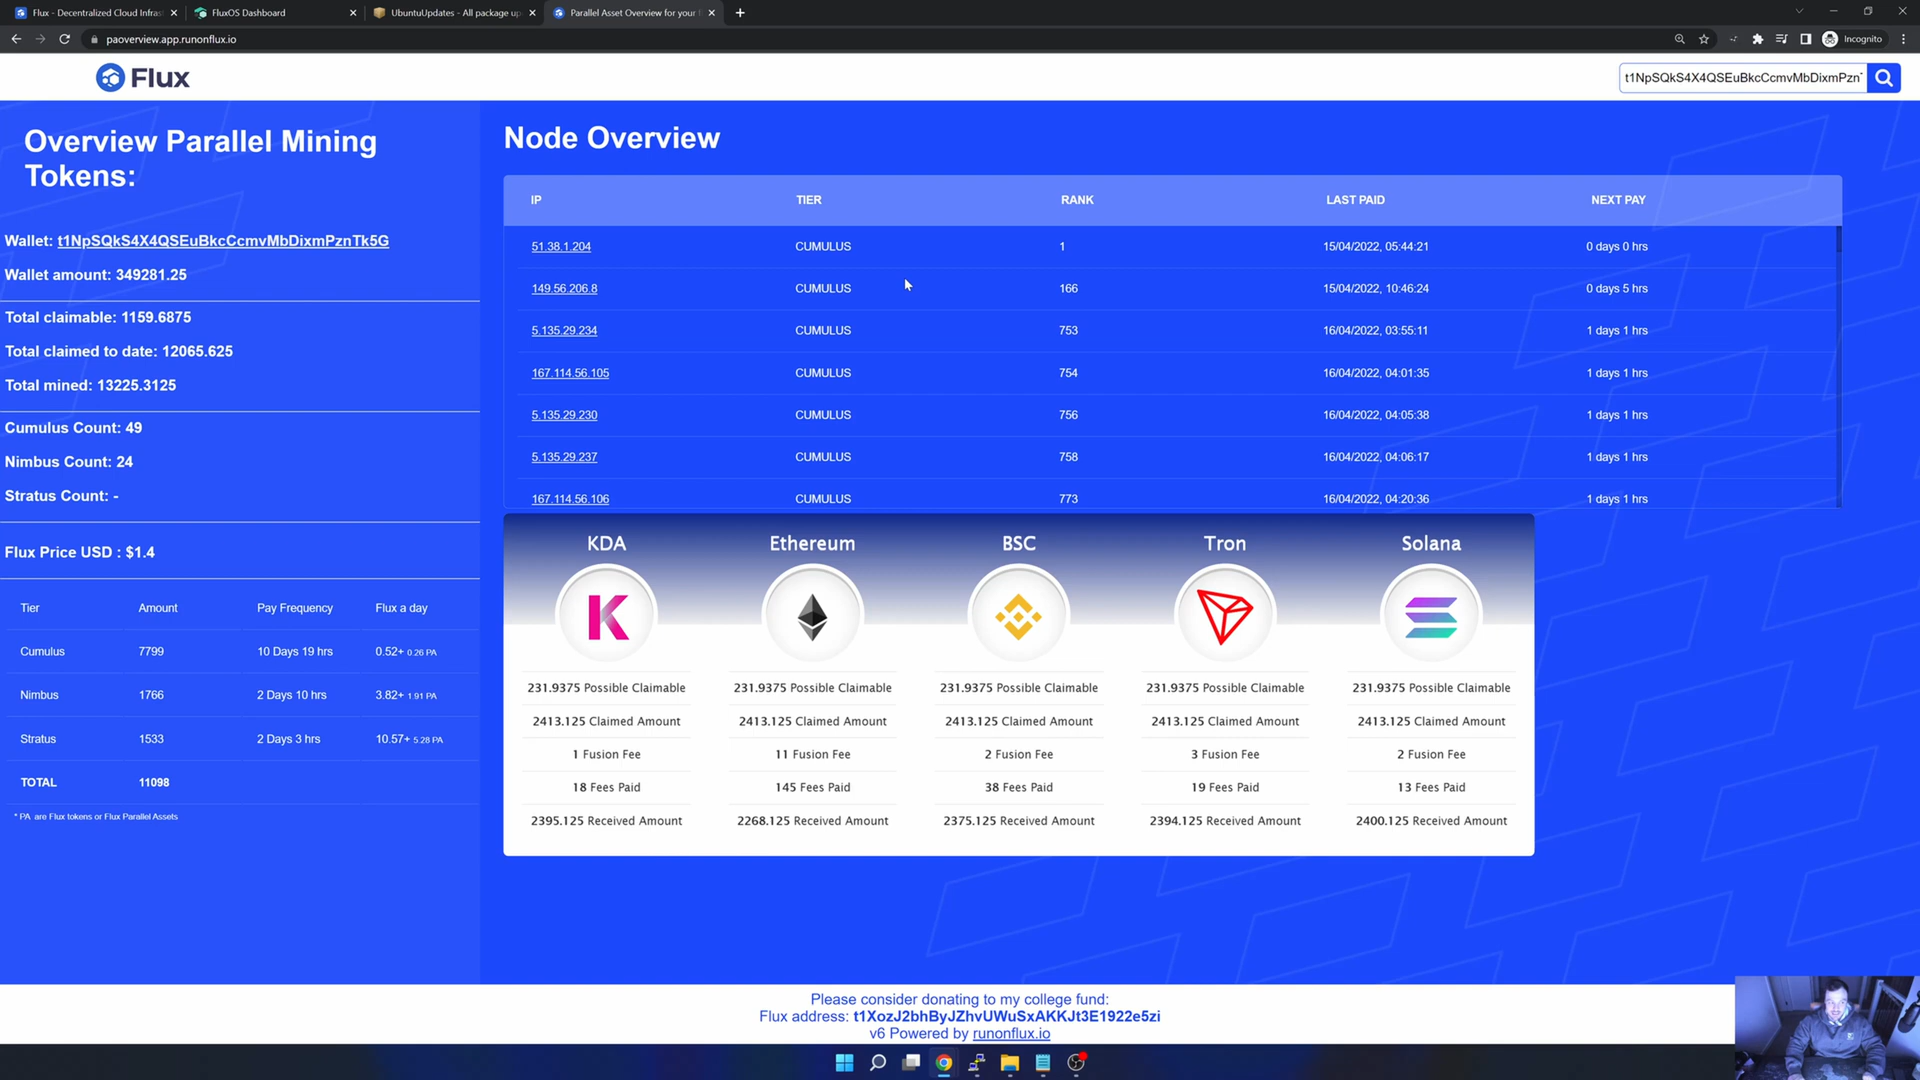 Flux - Decentralized Cloud Infras
FluxOS Dashboard
UbuntuUpdates - All package up
Parallel Asset Overview for your
paoverview.app.runonflux.io
Incognito
Flux
t1NpSQkS4X4QSEuBkcCcmvMbDixmPzn
Overview Parallel Mining
Tokens:
Wallet: t1NpSQkS4X4QSEuBkcCcmvMbDixmPznTk5G
Wallet amount: 349281.25
Total claimable: 1159.6875
Total claimed to date: 12065.625
Total mined: 13225.3125
Cumulus Count: 49
Nimbus Count: 24
Stratus Count: -
Flux Price USD : $1.4
Tier Amount Pay Frequency Flux a day
Cumulus 7799 10 Days 19 hrs 0.52+ 0.26 PA
Nimbus 1766 2 Days 10 hrs 3.82+ 1.91 PA
Stratus 1533 2 Days 3 hrs 10.57+ 5.28 PA
TOTAL 11098
* PA are Flux tokens or Flux Parallel Assets
Node Overview
IP TIER RANK LAST PAID NEXT PAY
51.38.1.204 CUMULUS 1 15/04/2022, 05:44:21 0 days 0 hrs
149.56.206.8 CUMULUS 166 15/04/2022, 10:46:24 0 days 5 hrs
5.135.29.234 CUMULUS 753 16/04/2022, 03:55:11 1 days 1 hrs
167.114.56.105 CUMULUS 754 16/04/2022, 04:01:35 1 days 1 hrs
5.135.29.230 CUMULUS 756 16/04/2022, 04:05:38 1 days 1 hrs
5.135.29.237 CUMULUS 758 16/04/2022, 04:06:17 1 days 1 hrs
167.114.56.106 CUMULUS 773 16/04/2022, 04:20:36 1 days 1 hrs
KDA Ethereum BSC Tron Solana
231.9375 Possible Claimable 231.9375 Possible Claimable 231.9375 Possible Claimable 231.9375 Possible Claimable 231.9375 Possible Claimable
2413.125 Claimed Amount 2413.125 Claimed Amount 2413.125 Claimed Amount 2413.125 Claimed Amount 2413.125 Claimed Amount
1 Fusion Fee 11 Fusion Fee 2 Fusion Fee 3 Fusion Fee 2 Fusion Fee
18 Fees Paid 145 Fees Paid 38 Fees Paid 19 Fees Paid 13 Fees Paid
2395.125 Received Amount 2268.125 Received Amount 2375.125 Received Amount 2394.125 Received Amount 2400.125 Received Amount
Please consider donating to my college fund:
Flux address: t1XozJ2bhByJZhvUWuSxAKKJt3E1922e5zi
v6 Powered by runonflux.io